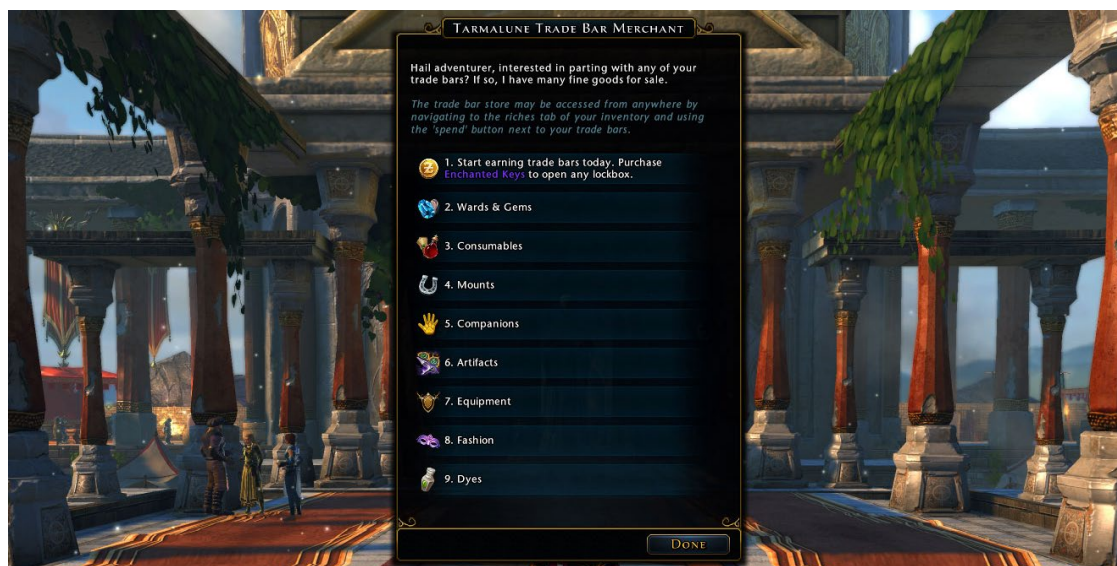 TARMALUNE TRADE BAR MERCHANT
Hail adventurer, interested in parting with any of your
trade bars? If so, I have many fine goods for sale.
The trade bar store may be accessed from anywhere by
navigating to the riches tab of your inventory and using
the 'spend' button next to your trade bars.
1. Start earning trade bars today. Purchase
Enchanted Keys to open any lockbox.
2. Wards & Gems
3. Consumables
4. Mounts
5. Companions
6. Artifacts
7. Equipment
8. Fashion
9. Dyes
DONE